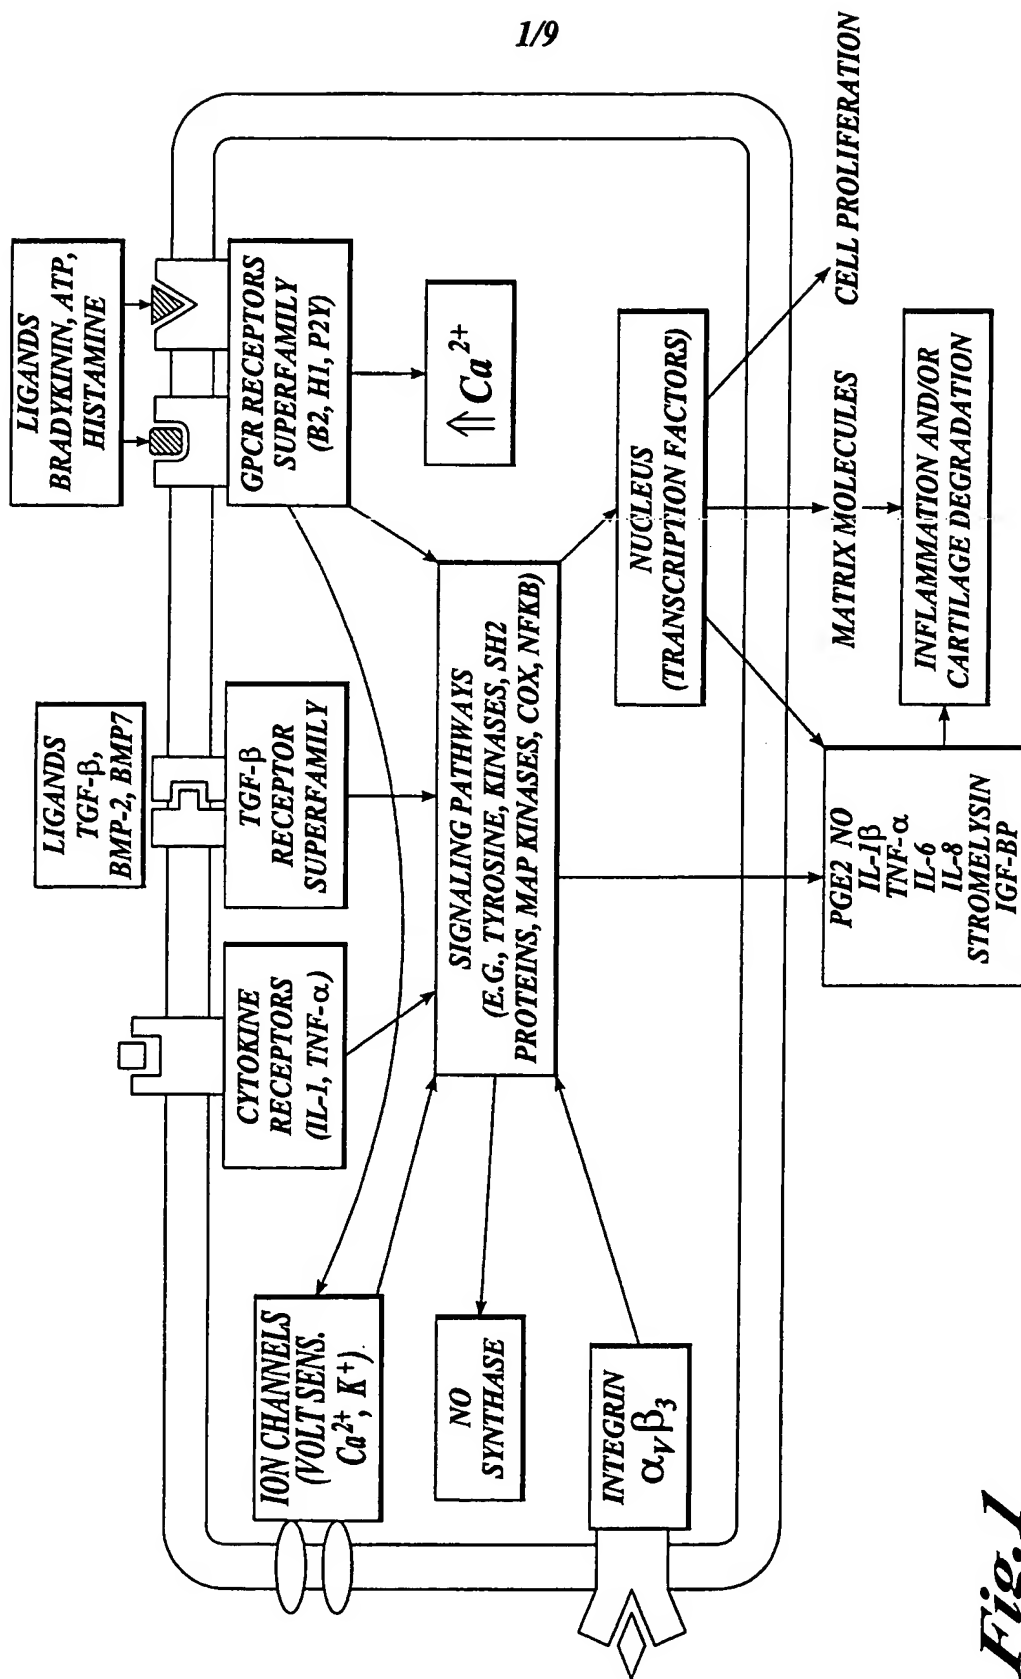 1/9
LIGANDS
BRADYKININ, ATP,
HISTAMINE
LIGANDS
TGF-β,
BMP-2, BMP7
GPCR RECEPTORS
SUPERFAMILY
(B2, H1, P2Y)
TGF-β
RECEPTOR
SUPERFAMILY
CYTOKINE
RECEPTORS
(IL-1, TNF-α)
ION CHANNELS
(VOLT SENS.
Ca2+, K+).
⇑ Ca2+
SIGNALING PATHWAYS
(E.G., TYROSINE, KINASES, SH2
PROTEINS, MAP KINASES, COX, NFKB)
NO
SYNTHASE
INTEGRIN
αvβ3
NUCLEUS
(TRANSCRIPTION FACTORS)
CELL PROLIFERATION
MATRIX MOLECULES
INFLAMMATION AND/OR
CARTILAGE DEGRADATION
PGE2 NO
IL-1β
TNF-α
IL-6
IL-8
STROMELYSIN
IGF-BP
Fig.1